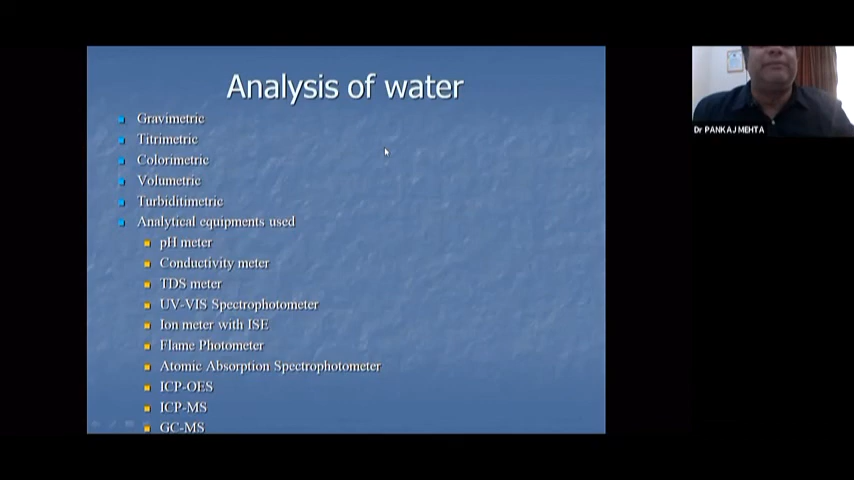 Analysis of water
Gravimetric
Titrimetric
Colorimetric
Volumetric
Turbiditimetric
Analytical equipments used
pH meter
Conductivity meter
TDS meter
UV-VIS Spectrophotometer
Ion meter with ISE
Flame Photometer
Atomic Absorption Spectrophotometer
ICP-OES
ICP-MS
GC-MS
Dr PANKAJ MEHTA